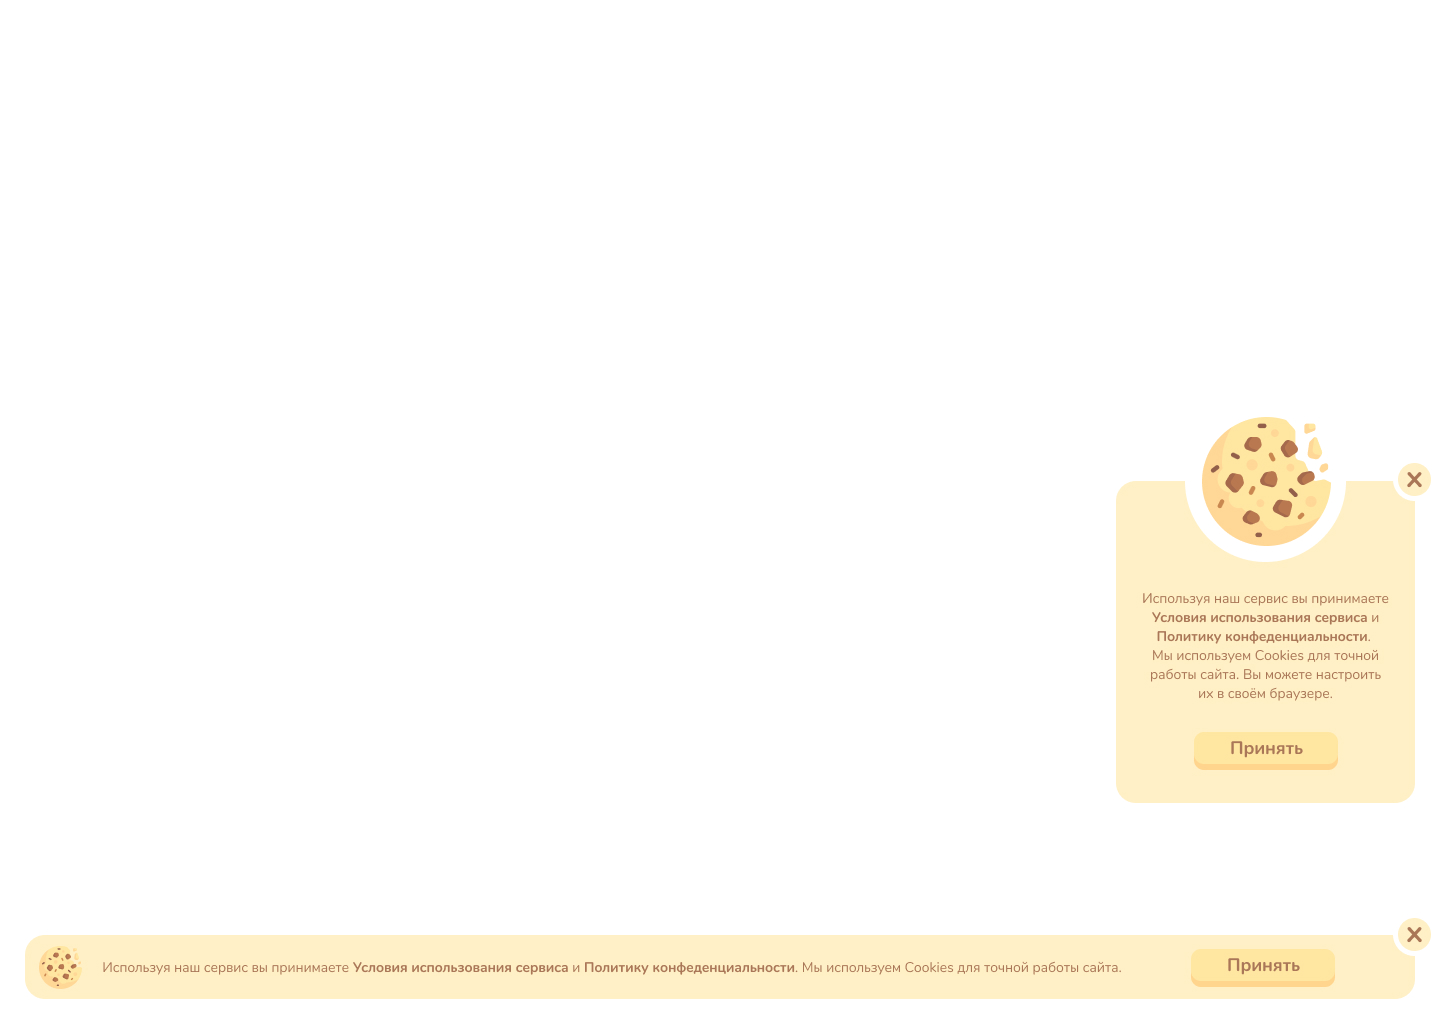 Используя наш сервис вы принимаете
Условия использования сервиса и
Политику конфеденциальности.
Мы используем Cookies для точной
работы сайта. Вы можете настроить
их в своём браузере.
Принять
Используя наш сервис вы принимаете Условия использования сервиса и Политику конфеденциальности. Мы используем Cookies для точной работы сайта.
Принять